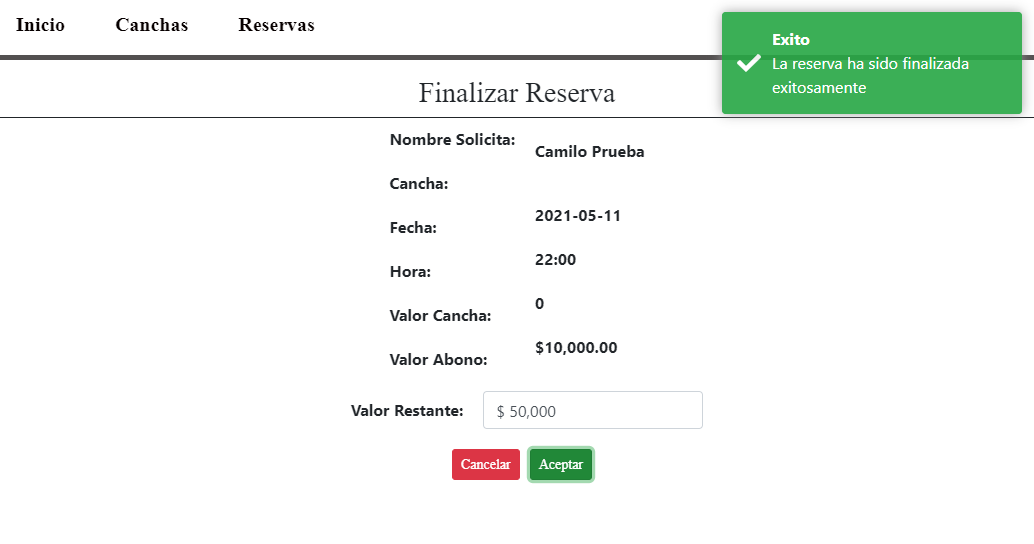 Inicio Canchas Reservas
Exito
La reserva ha sido finalizada
exitosamente
Finalizar Reserva
Nombre Solicita: Camilo Prueba
Cancha:
Fecha: 2021-05-11
Hora: 22:00
Valor Cancha: 0
Valor Abono: $10,000.00
Valor Restante: $ 50,000
Cancelar Aceptar